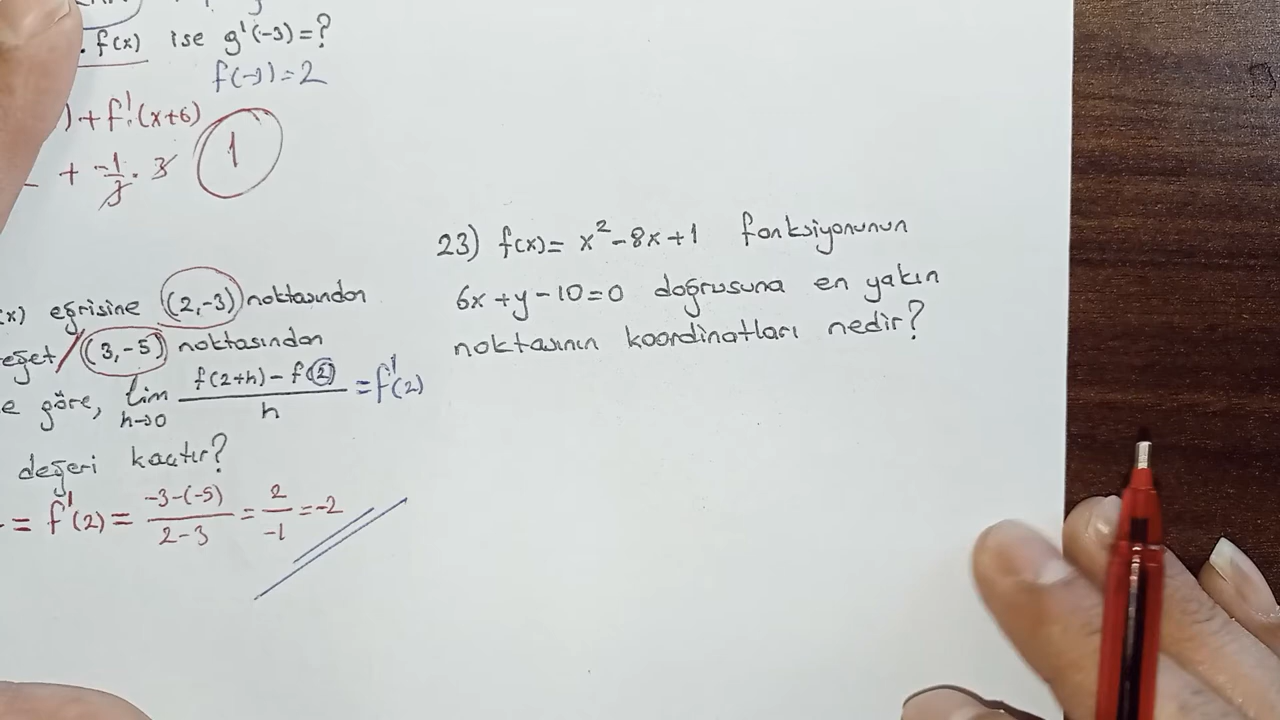 . f(x) ise g'(-3)=?
f(-3)=2
)+f'.(x+6)
+ -1/3 . 3 1
(x) eğrisine (2,-3) noktasından
teğet (3,-5) noktasından
e göre, lim h→0 f(2+h)-f(2) / h = f'(2)
değeri kaçtır?
= f'(2) = -3-(-5) / 2-3 = 2/-1 = -2
23) f(x)= x²-8x+1 fonksiyonunun
6x+y-10=0 doğrusuna en yakın
noktasının koordinatları nedir?